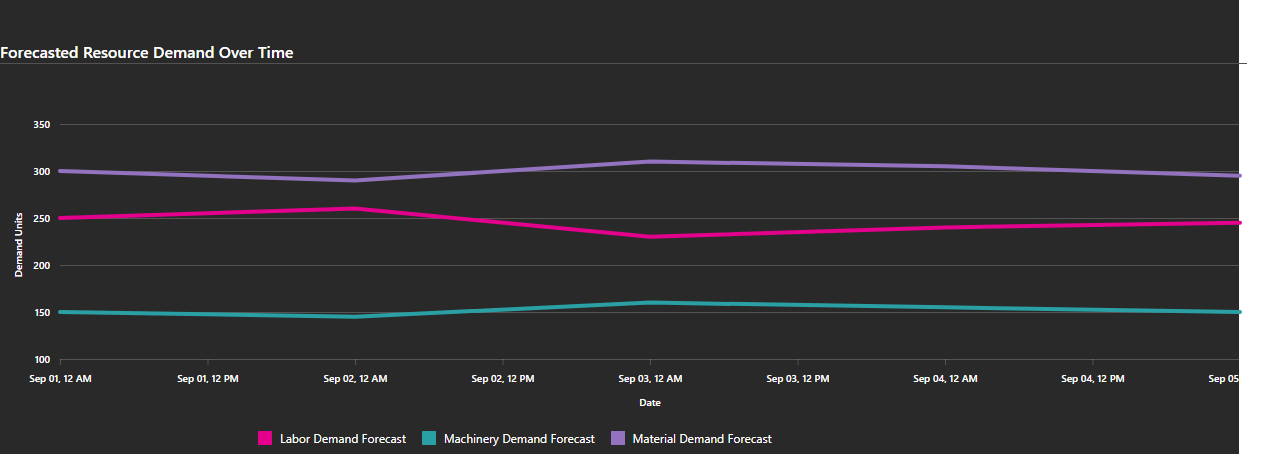 Forecasted Resource Demand Over Time
350
300
250
200
150
100
Demand Units
Sep 01, 12 AM
Sep 01, 12 PM
Sep 02, 12 AM
Sep 02, 12 PM
Sep 03, 12 AM
Sep 03, 12 PM
Sep 04, 12 AM
Sep 04, 12 PM
Sep 05
Date
Labor Demand Forecast
Machinery Demand Forecast
Material Demand Forecast